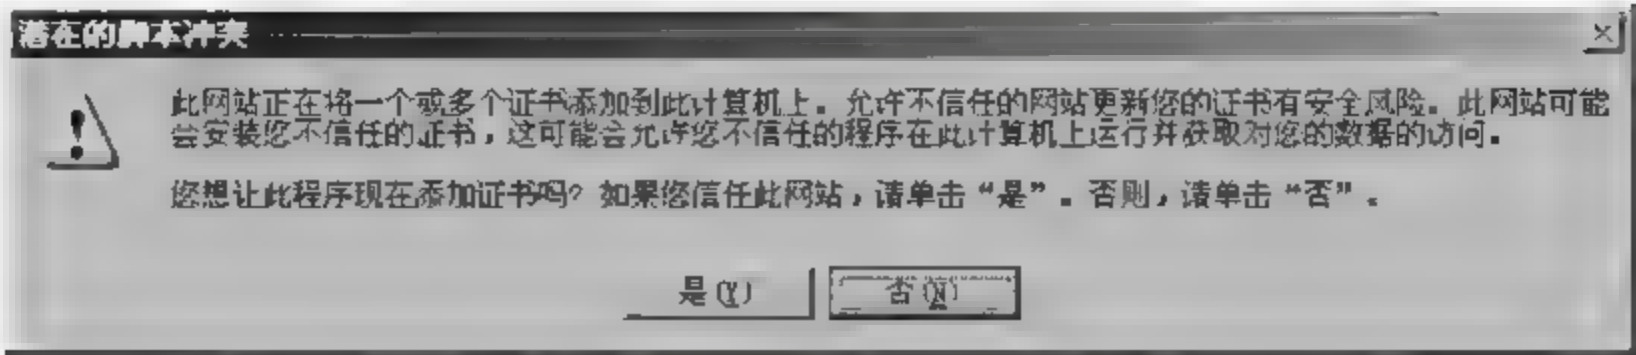 潜在的脚本冲突
此网站正在将一个或多个证书添加到此计算机上。允许不信任的网站更新您的证书有安全风险。此网站可能
会安装您不信任的证书，这可能会允许您不信任的程序在此计算机上运行并获取对您的数据的访问。
您想让此程序现在添加证书吗？如果您信任此网站，请单击“是”。否则，请单击“否”。
是(Y)
否(N)